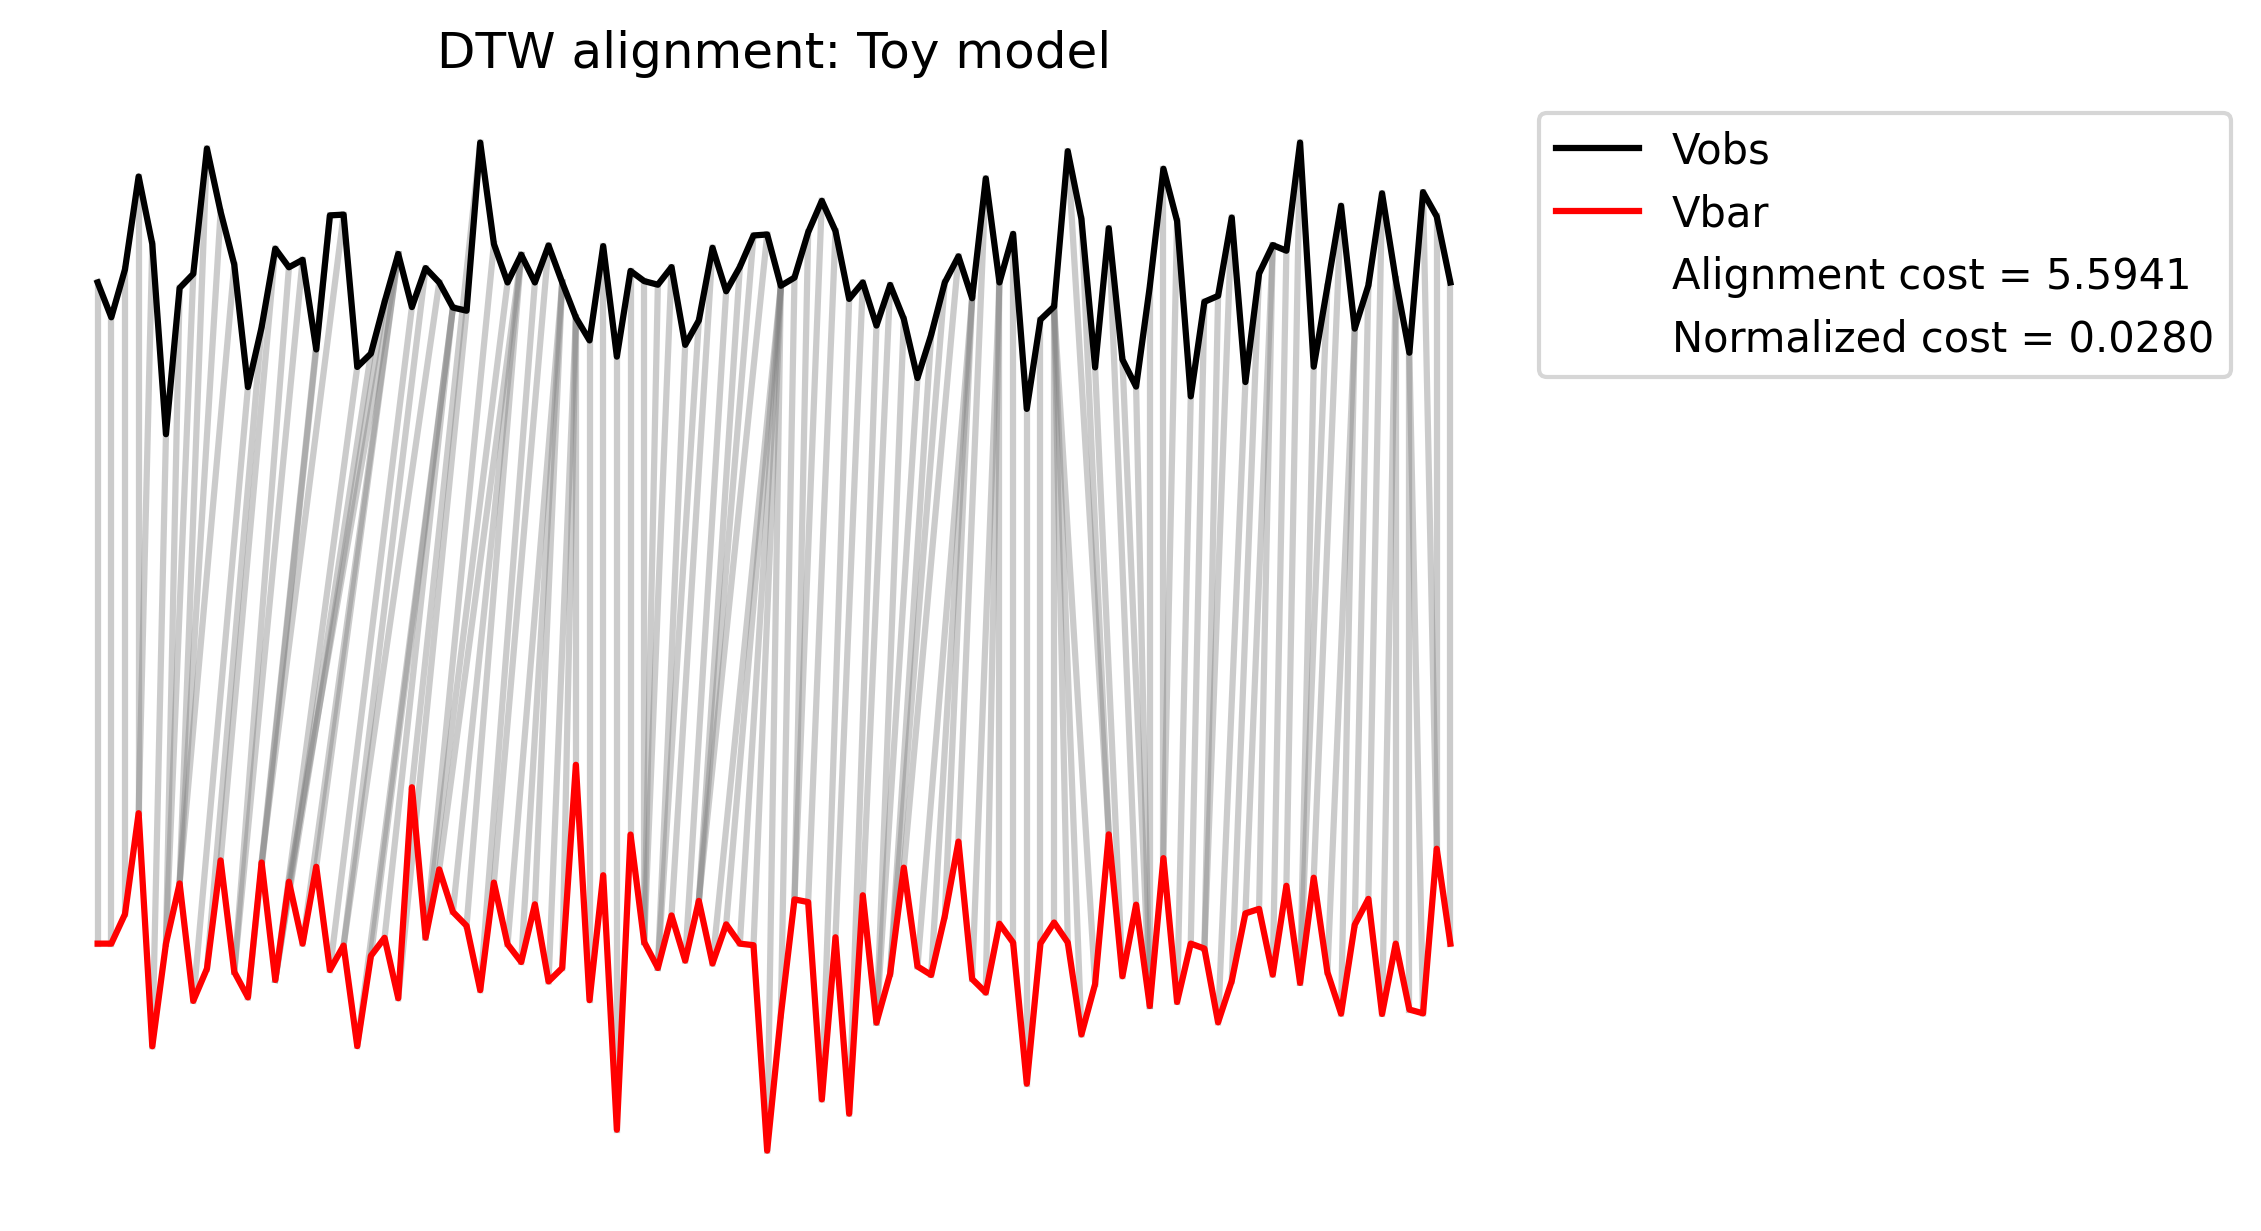 DTW alignment: Toy model
Vobs
Vbar
Alignment cost = 5.5941
Normalized cost = 0.0280